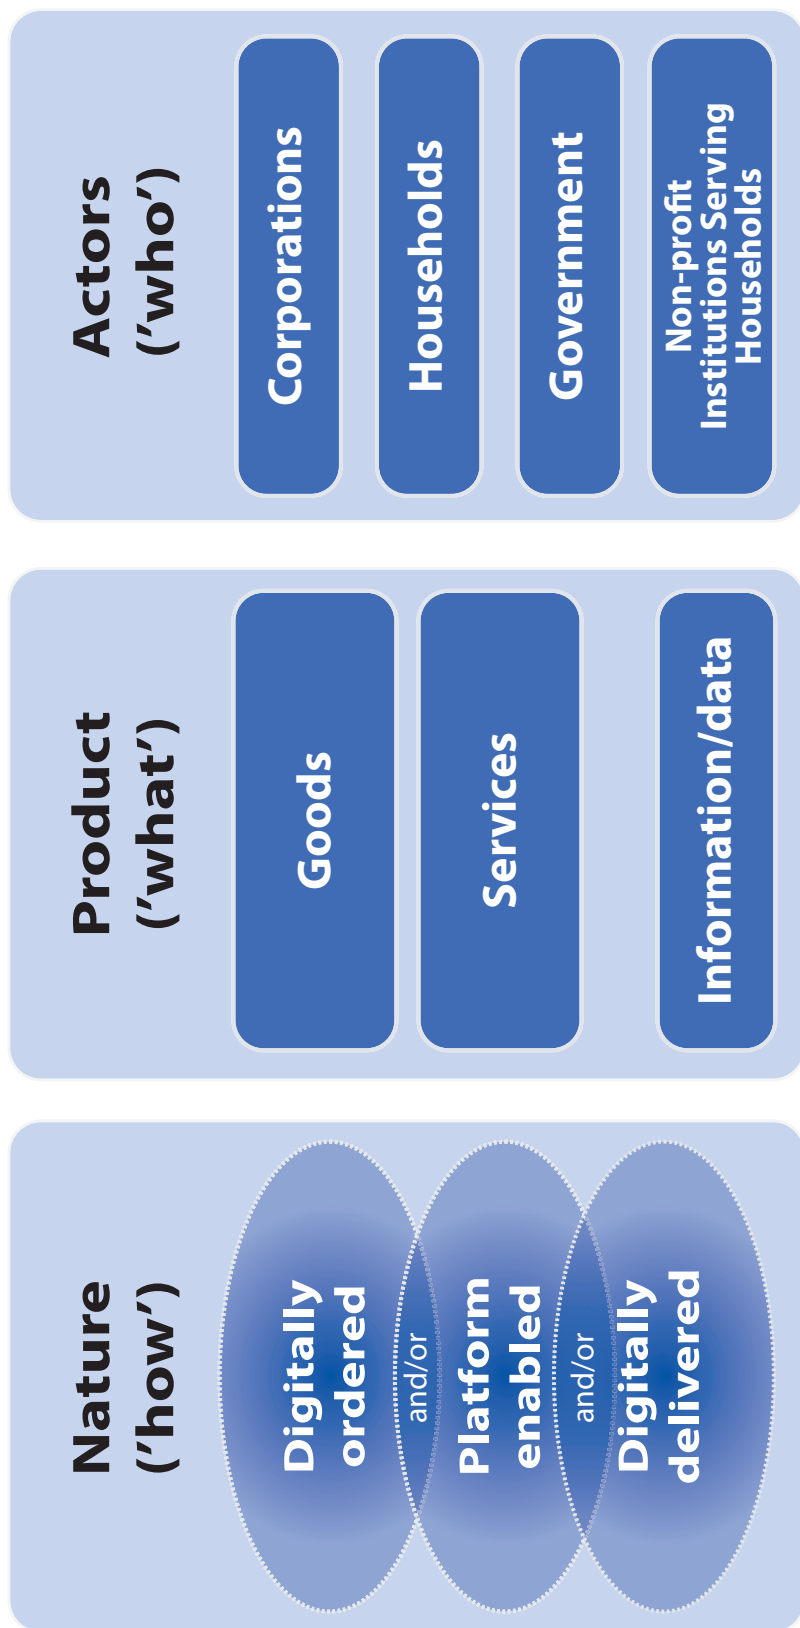 Nature
('how')
Digitally
ordered
and/or
Platform
enabled
and/or
Digitally
delivered
Product
('what')
Goods
Services
Information/data
Actors
('who')
Corporations
Households
Government
Non-profit
Institutions Serving
Households